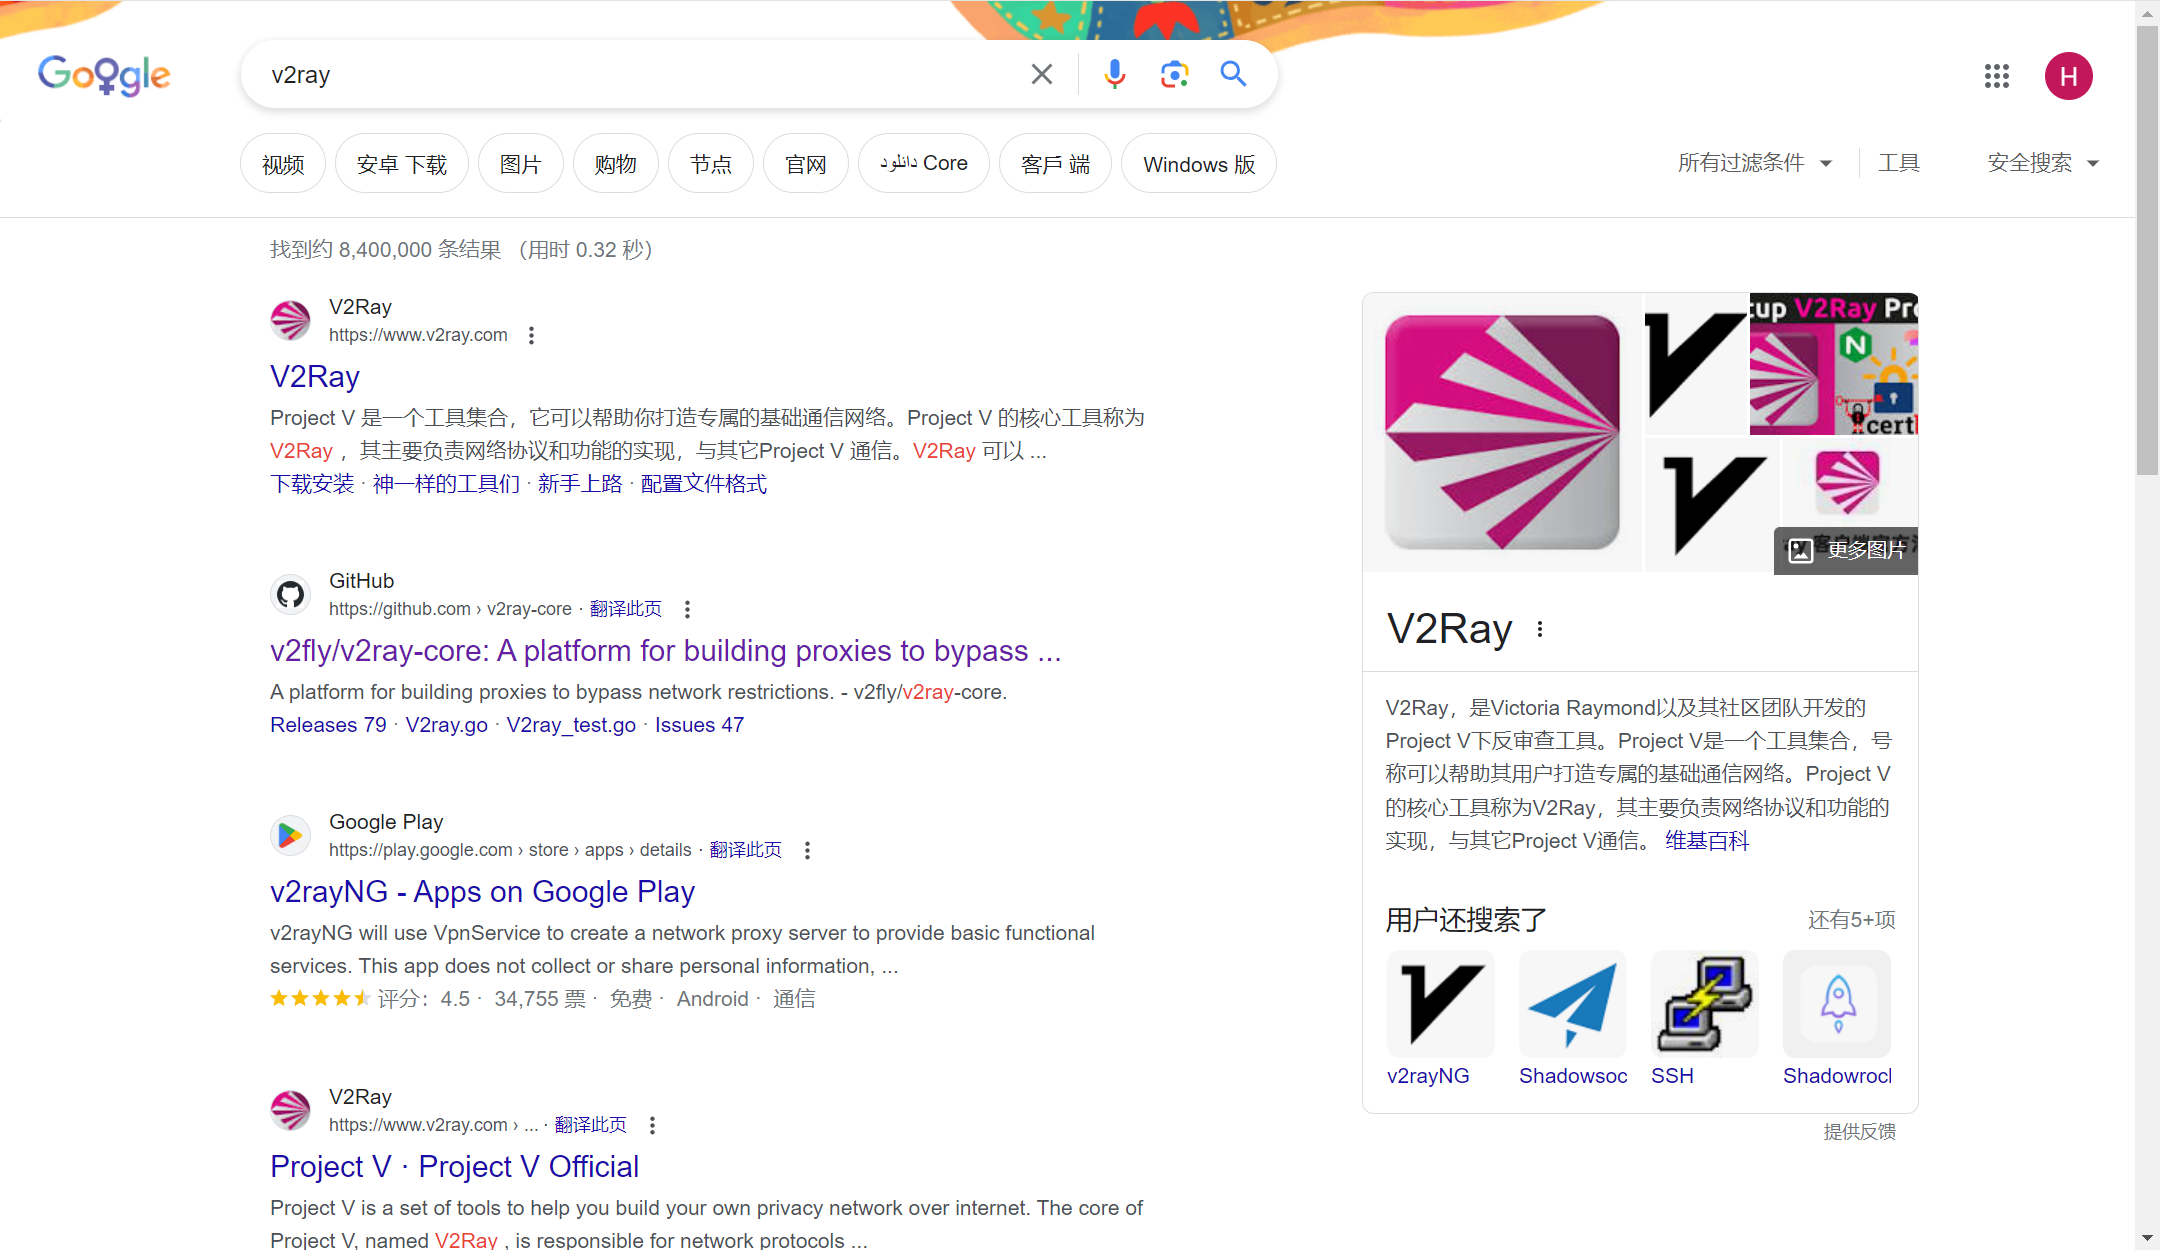 Google
v2ray
H
视频
安卓 下载
图片
购物
节点
官网
دانلود Core
客戶 端
Windows 版
所有过滤条件
工具
安全搜索
找到约 8,400,000 条结果 （用时 0.32 秒）
V2Ray
https://www.v2ray.com
V2Ray
Project V 是一个工具集合，它可以帮助你打造专属的基础通信网络。Project V 的核心工具称为
V2Ray ，其主要负责网络协议和功能的实现，与其它Project V 通信。V2Ray 可以 ...
下载安装 · 神一样的工具们 · 新手上路 · 配置文件格式
GitHub
https://github.com › v2ray-core · 翻译此页
v2fly/v2ray-core: A platform for building proxies to bypass ...
A platform for building proxies to bypass network restrictions. - v2fly/v2ray-core.
Releases 79 · V2ray.go · V2ray_test.go · Issues 47
Google Play
https://play.google.com › store › apps › details · 翻译此页
v2rayNG - Apps on Google Play
v2rayNG will use VpnService to create a network proxy server to provide basic functional
services. This app does not collect or share personal information, ...
评分：4.5 · 34,755 票 · 免费 · Android · 通信
V2Ray
https://www.v2ray.com › ... · 翻译此页
Project V · Project V Official
Project V is a set of tools to help you build your own privacy network over internet. The core of
Project V, named V2Ray , is responsible for network protocols ...
V2Ray Pr
N
cert
更多图片
V2Ray
V2Ray，是Victoria Raymond以及其社区团队开发的
Project V下反审查工具。Project V是一个工具集合，号
称可以帮助其用户打造专属的基础通信网络。Project V
的核心工具称为V2Ray，其主要负责网络协议和功能的
实现，与其它Project V通信。 维基百科
用户还搜索了
还有5+项
v2rayNG
Shadowsoc
SSH
Shadowrocl
提供反馈